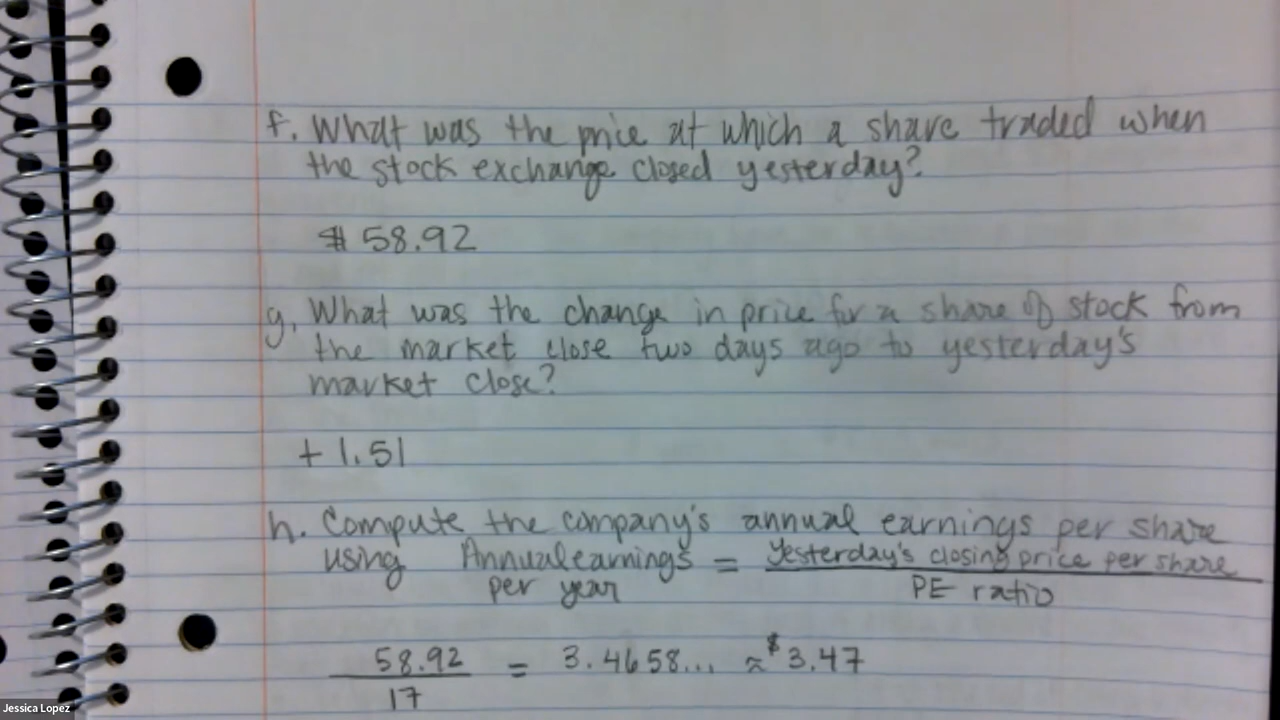 f. What was the price at which a share traded when
the stock exchange closed yesterday?
$ 58.92
g. What was the change in price for a share of stock from
the market close two days ago to yesterday's
market close?
+ 1.51
h. Compute the company's annual earnings per share
using Annual earnings = Yesterday's closing price per share
per year PE ratio
58.92 = 3.4658... ≈ $3.47
17
Jessica Lopez